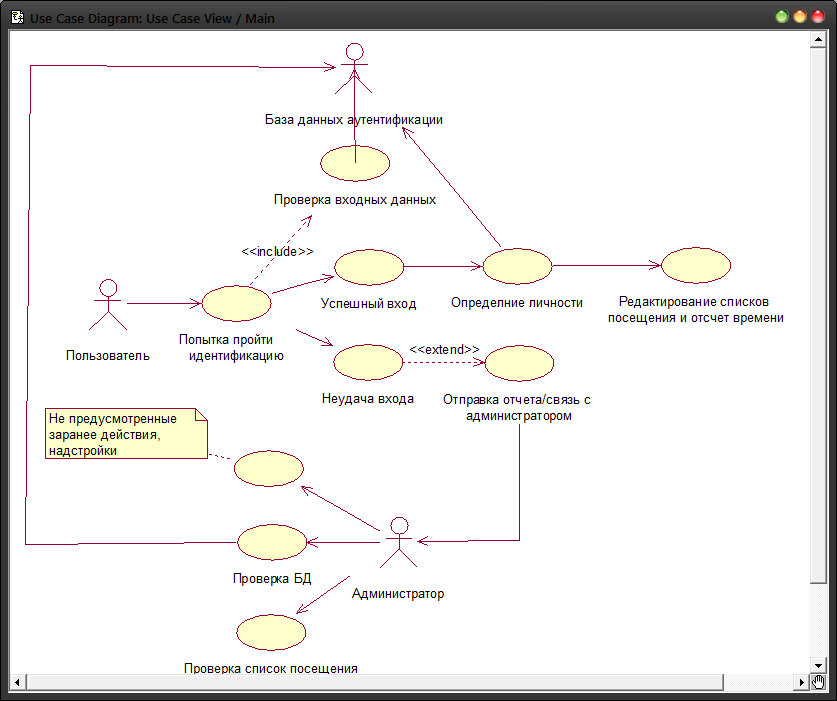 Use Case Diagram: Use Case View / Main
База данных аутентификации
Проверка входных данных
<<include>>
Успешный вход
Определние личности
Редактирование списков
посещения и отсчет времени
Пользователь
Попытка пройти
идентификацию
<<extend>>
Неудача входа
Отправка отчета/связь с
администратором
Не предусмотренные
заранее действия,
надстройки
Проверка БД
Администратор
Проверка список посещения